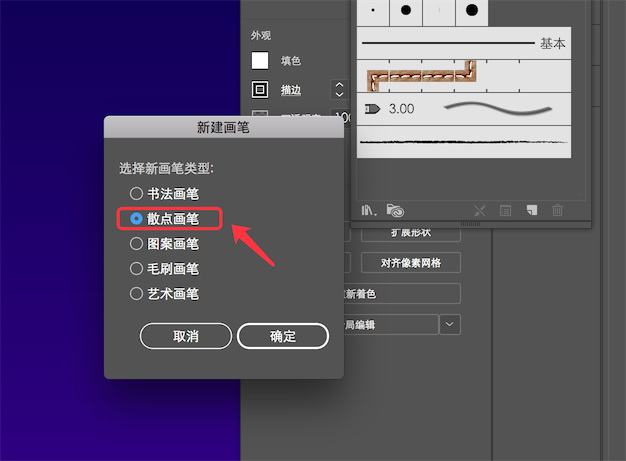 基本
外观
填色
描边
3.00
新建画笔
选择新画笔类型:
书法画笔
散点画笔
图案画笔
毛刷画笔
艺术画笔
取消
确定
扩展形状
对齐像素网格
新着色
局编辑